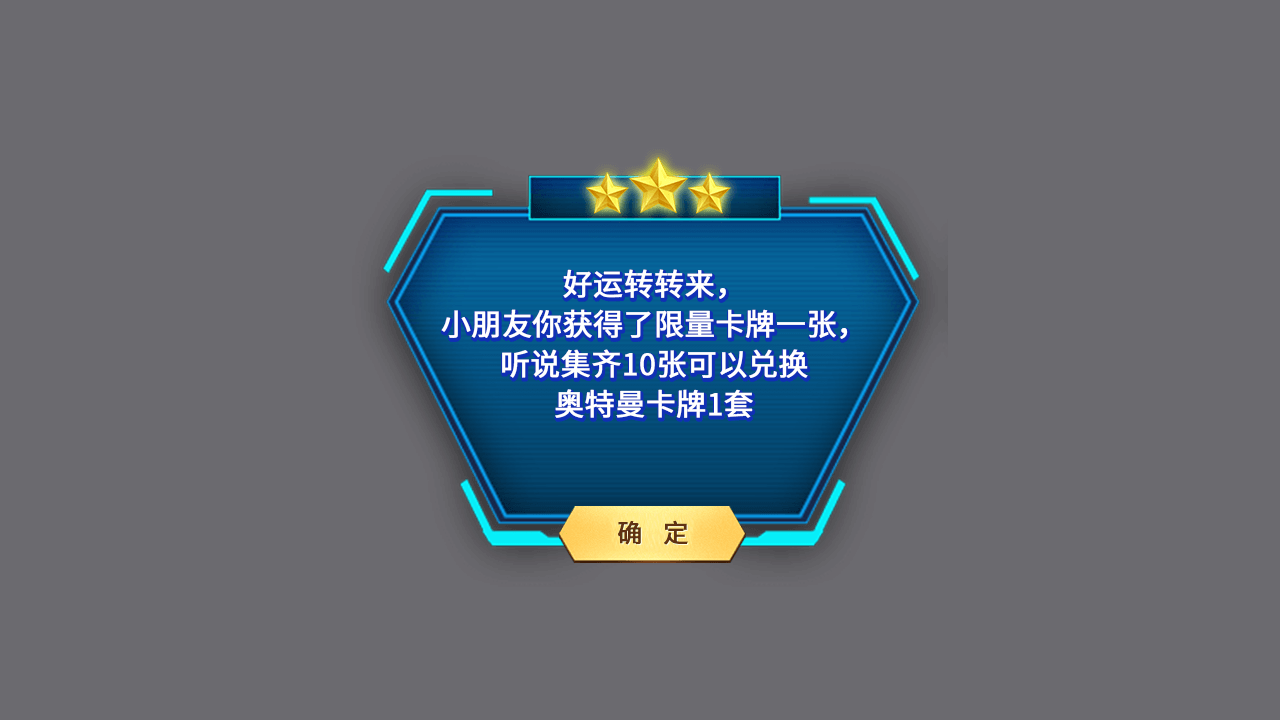 好运转转来，
小朋友你获得了限量卡牌一张，
听说集齐10张可以兑换
奥特曼卡牌1套
确 定